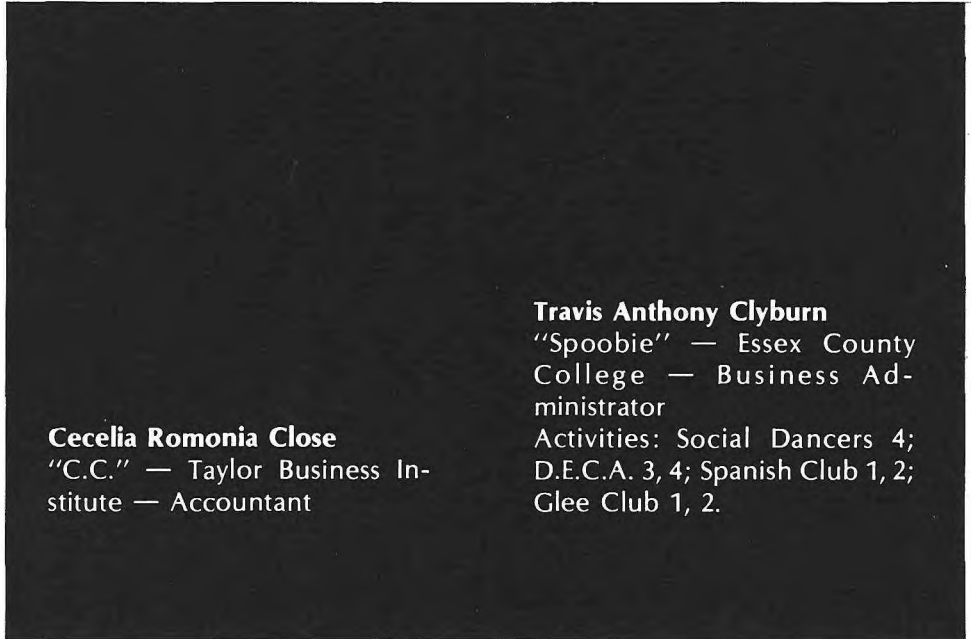 Cecelia Romonia Close
"C.C." — Taylor Business In-
stitute — Accountant
Travis Anthony Clyburn
"Spoobie" — Essex County
College — Business Ad-
ministrator
Activities: Social Dancers 4;
D.E.C.A. 3, 4; Spanish Club 1, 2;
Glee Club 1, 2.